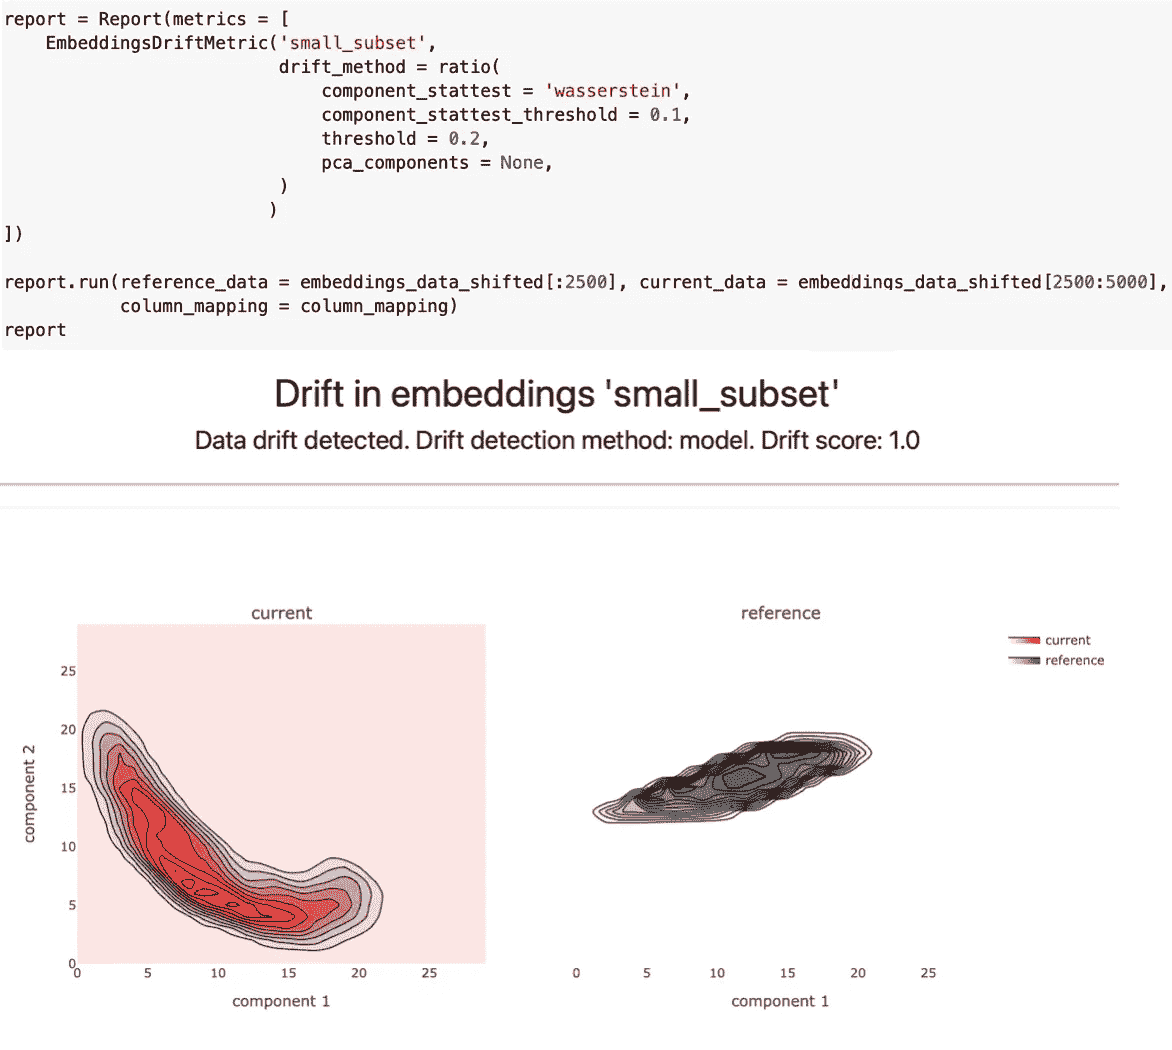 report = Report(metrics = [
    EmbeddingsDriftMetric('small_subset',
                          drift_method = ratio(
                              component_stattest = 'wasserstein',
                              component_stattest_threshold = 0.1,
                              threshold = 0.2,
                              pca_components = None,
                          )
                         )
])
report.run(reference_data = embeddings_data_shifted[:2500], current_data = embeddings_data_shifted[2500:5000],
           column_mapping = column_mapping)
report
Drift in embeddings 'small_subset'
Data drift detected. Drift detection method: model. Drift score: 1.0
current
reference
current
reference
component 2
25
20
15
10
5
0
0 5 10 15 20 25
component 1
0 5 10 15 20 25
component 1